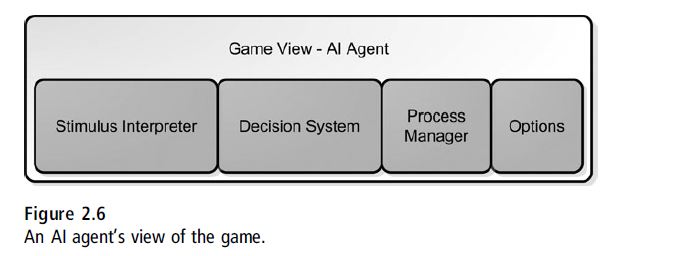 Game View - AI Agent
Stimulus Interpreter
Decision System
Process
Manager
Options
Figure 2.6
An AI agent's view of the game.